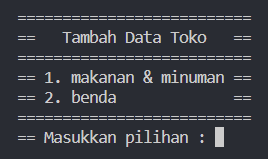 ==========================
==   Tambah Data Toko   ==
==========================
== 1. makanan & minuman ==
== 2. benda             ==
==========================
== Masukkan pilihan :